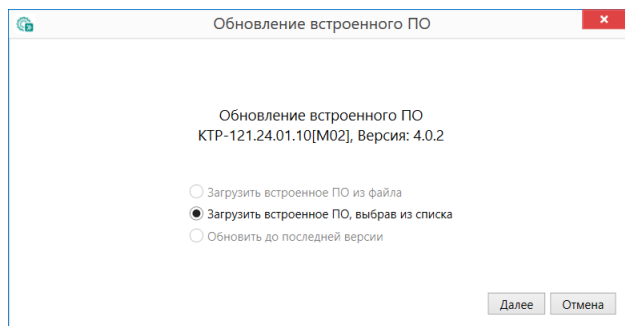 Обновление встроенного ПО
Обновление встроенного ПО
КТР-121.24.01.10[М02], Версия: 4.0.2
Загрузить встроенное ПО из файла
Загрузить встроенное ПО, выбрав из списка
Обновить до последней версии
Далее Отмена